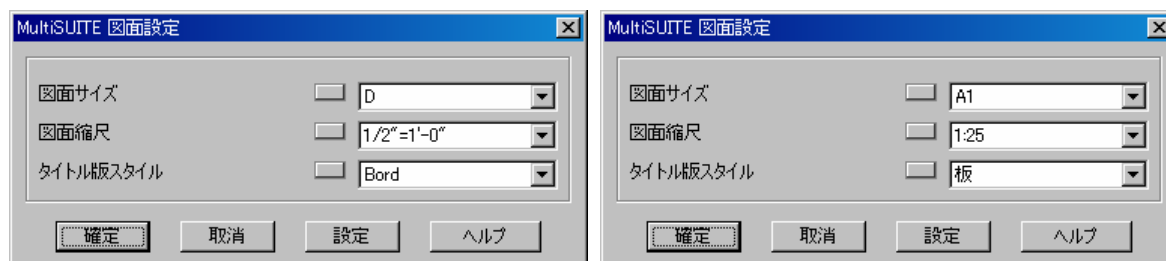 MultiSUITE 図面設定
図面サイズ D
図面縮尺 1/2"=1'-0"
タイトル版スタイル Bord
確定 取消 設定 ヘルプ
MultiSUITE 図面設定
図面サイズ A1
図面縮尺 1:25
タイトル版スタイル 板
確定 取消 設定 ヘルプ